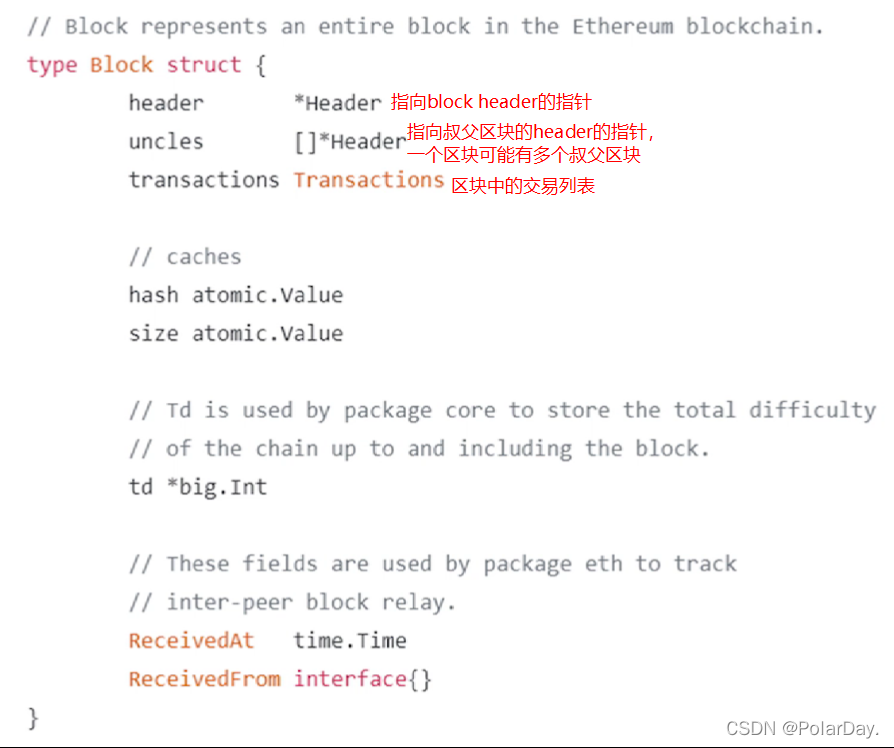 // Block represents an entire block in the Ethereum blockchain.
type Block struct {
header *Header 指向block header的指针
uncles []*Header 指向叔父区块的header的指针，
一个区块可能有多个叔父区块
transactions Transactions 区块中的交易列表
// caches
hash atomic.Value
size atomic.Value
// Td is used by package core to store the total difficulty
// of the chain up to and including the block.
td *big.Int
// These fields are used by package eth to track
// inter-peer block relay.
ReceivedAt time.Time
ReceivedFrom interface{}
}
CSDN @PolarDay.